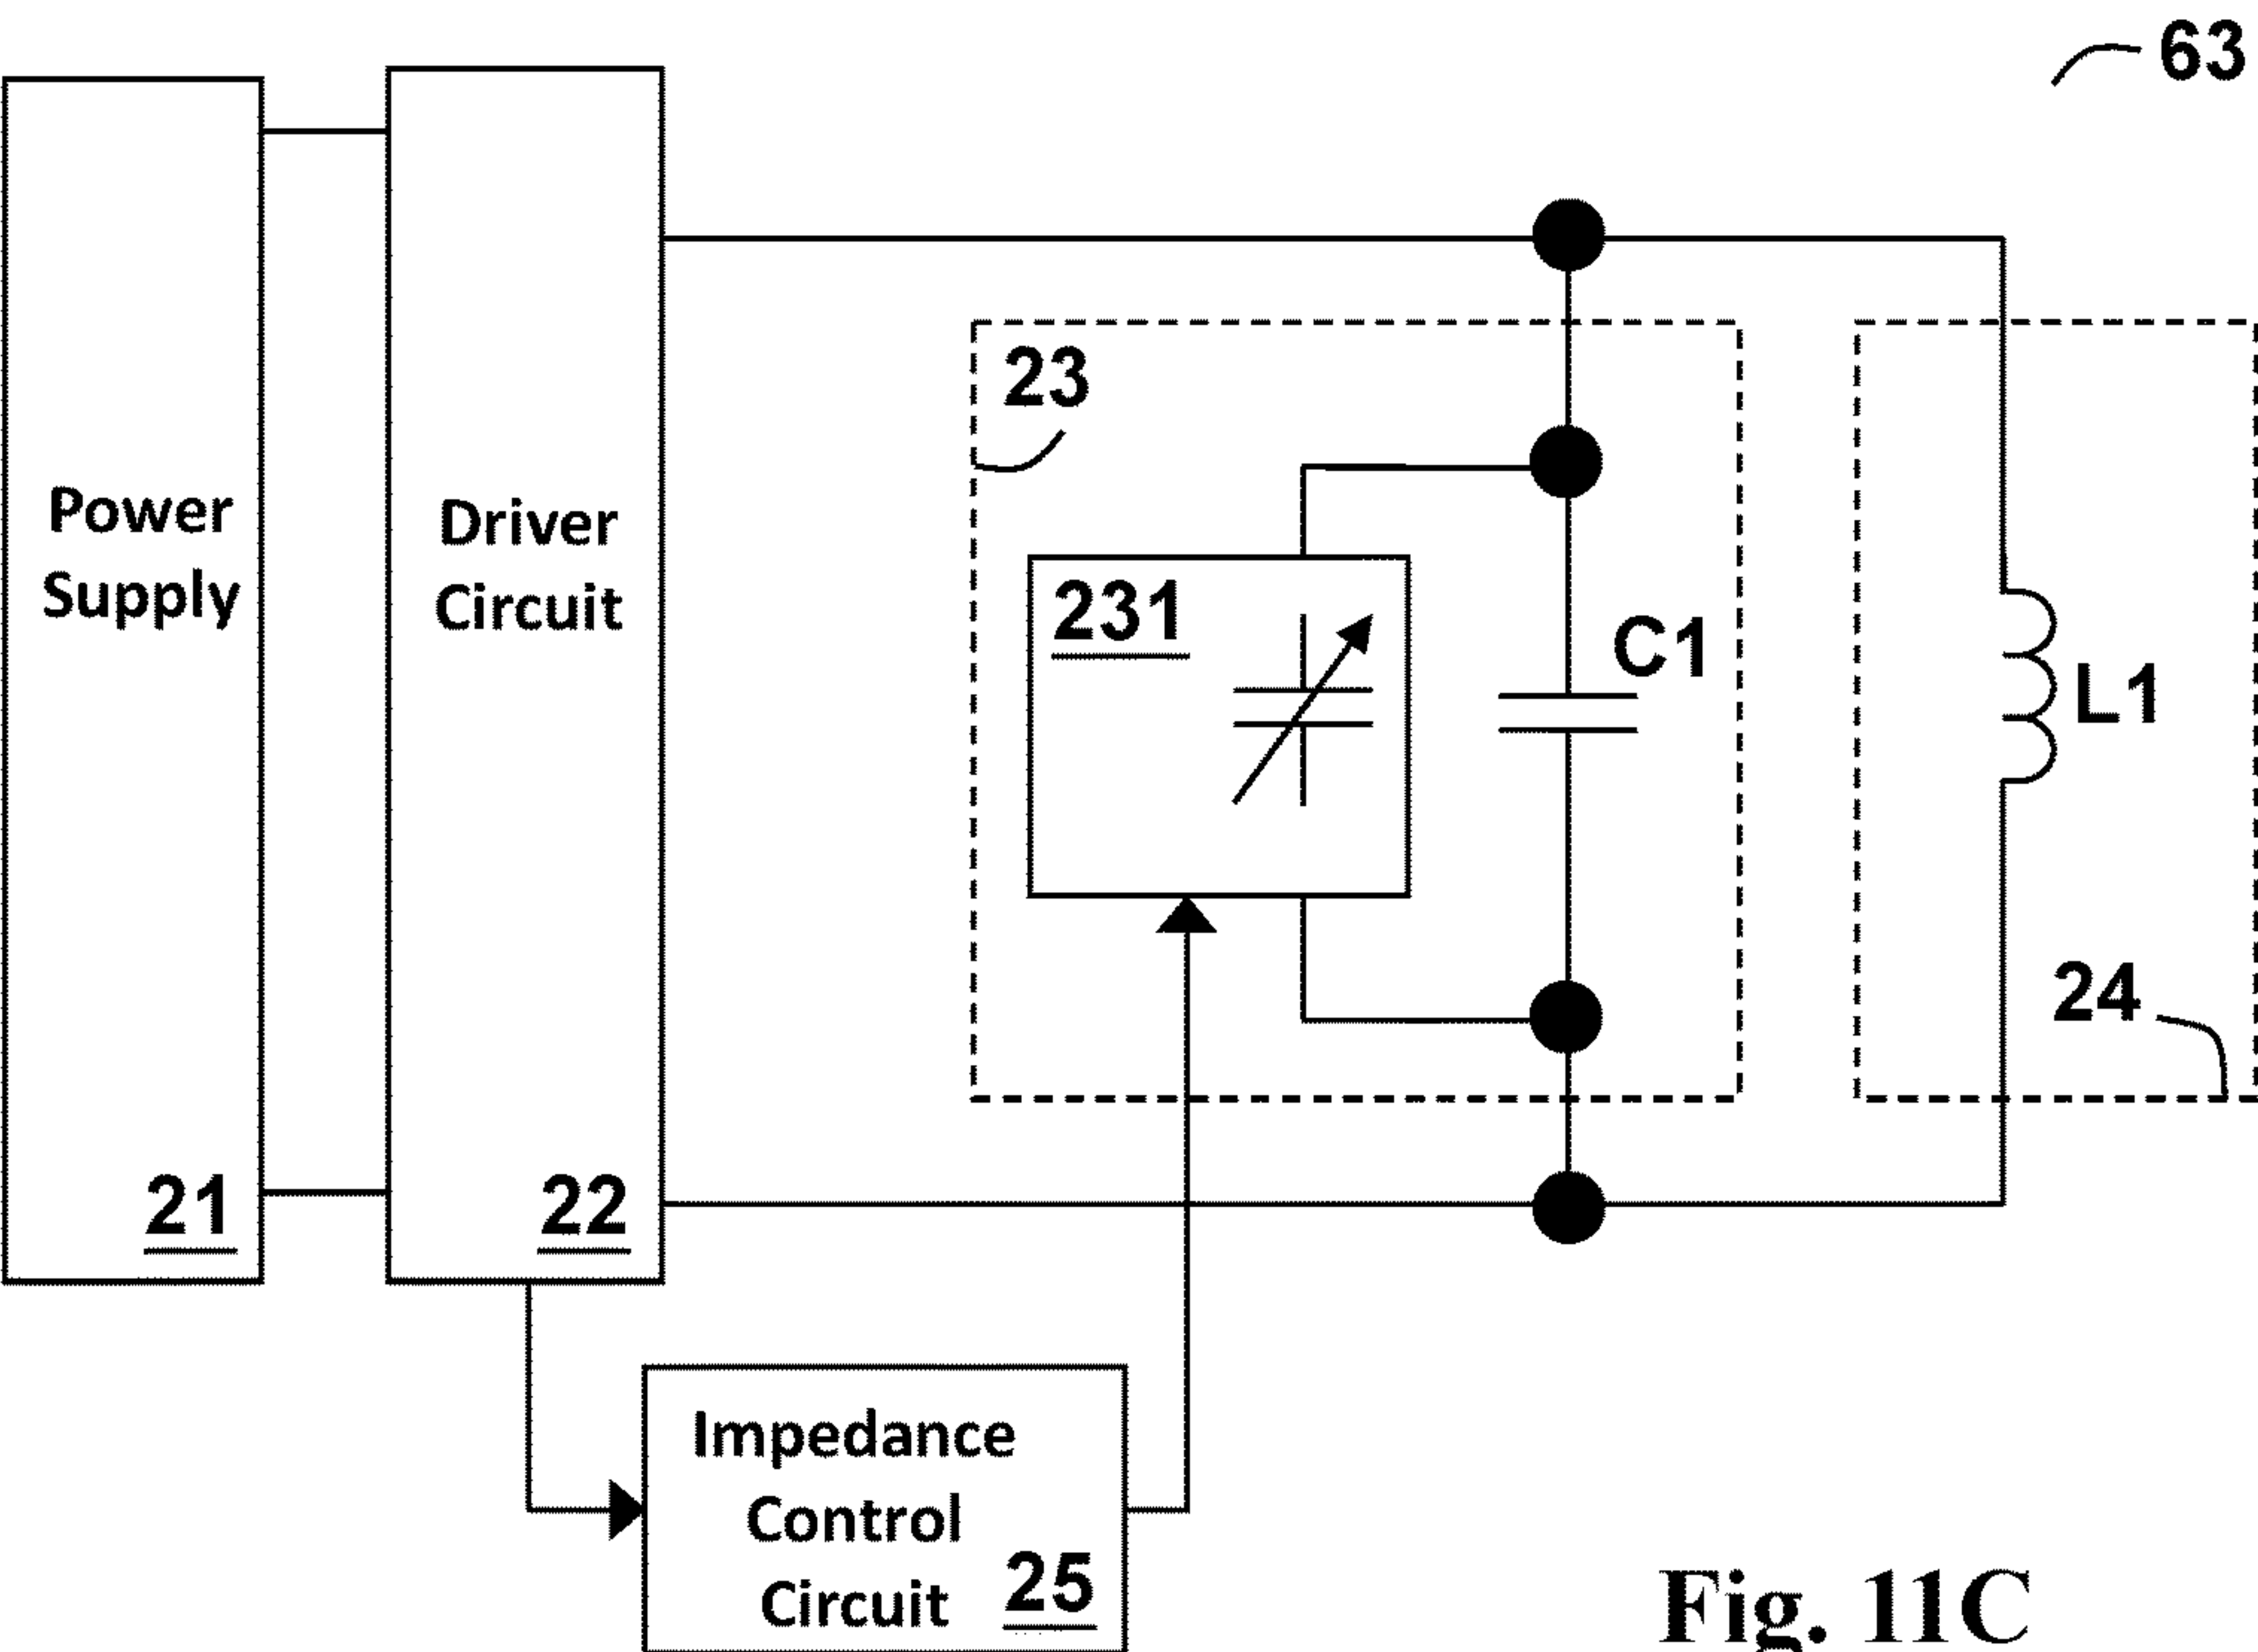 63
Power
Supply
21
Driver
Circuit
22
23
231
C1
L1
24
Impedance
Control
Circuit
25
Fig. 11C